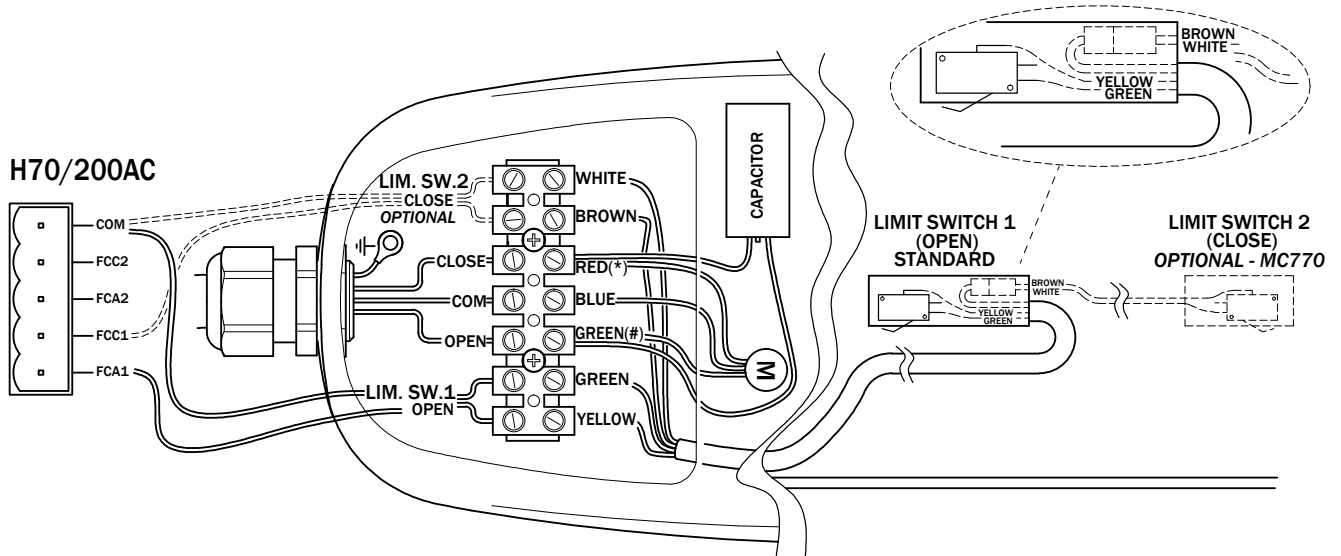 H70/200AC
COM
FCC2
FCA2
FCC1
FCA1
LIM. SW.2
CLOSE
OPTIONAL
CLOSE
COM
OPEN
LIM. SW.1
OPEN
WHITE
BROWN
RED(*)
BLUE
GREEN(#)
GREEN
YELLOW
CAPACITOR
M
BROWN
WHITE
YELLOW
GREEN
LIMIT SWITCH 1
(OPEN)
STANDARD
BROWN
WHITE
YELLOW
GREEN
LIMIT SWITCH 2
(CLOSE)
OPTIONAL - MC770